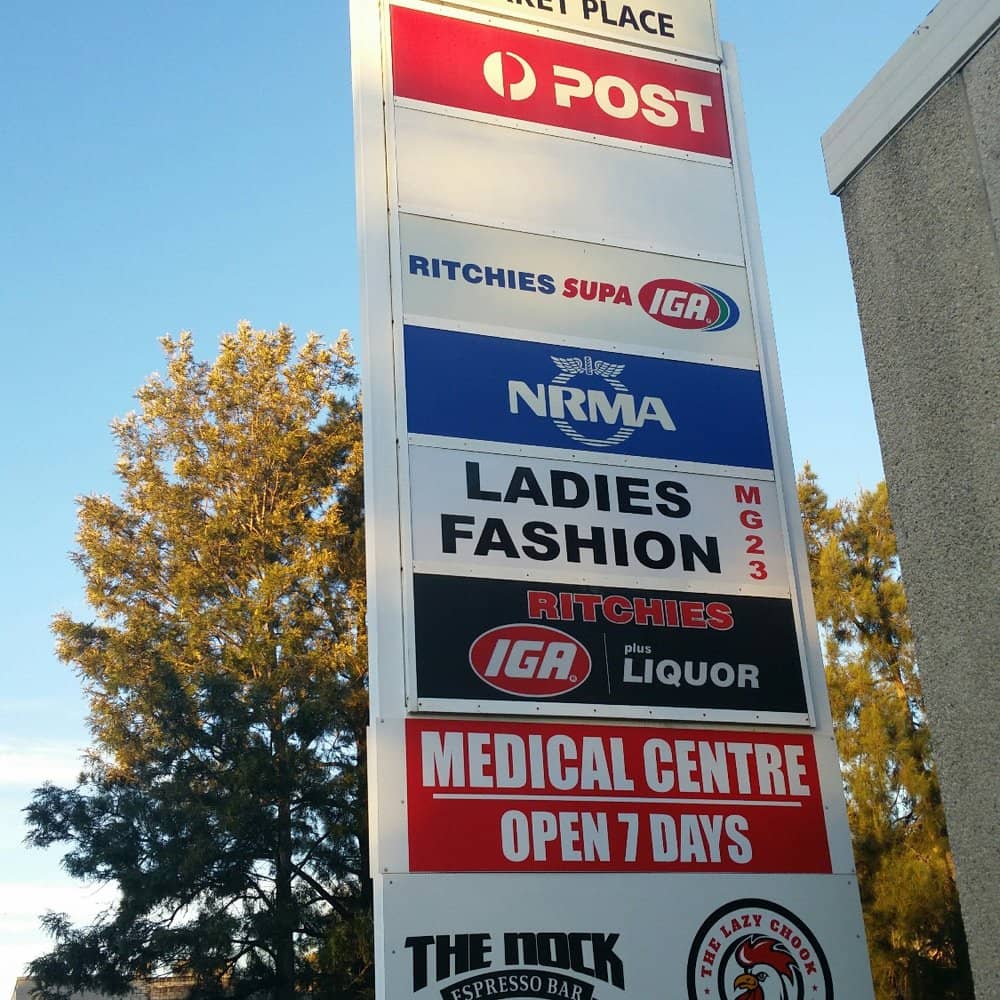 PLACE
POST
RITCHIES SUPA IGA
NRMA
LADIES
FASHION
MG23
RITCHIES
IGA plus LIQUOR
MEDICAL CENTRE
OPEN 7 DAYS
THE NOCK
ESPRESSO BAR
THE LAZY CHOOK